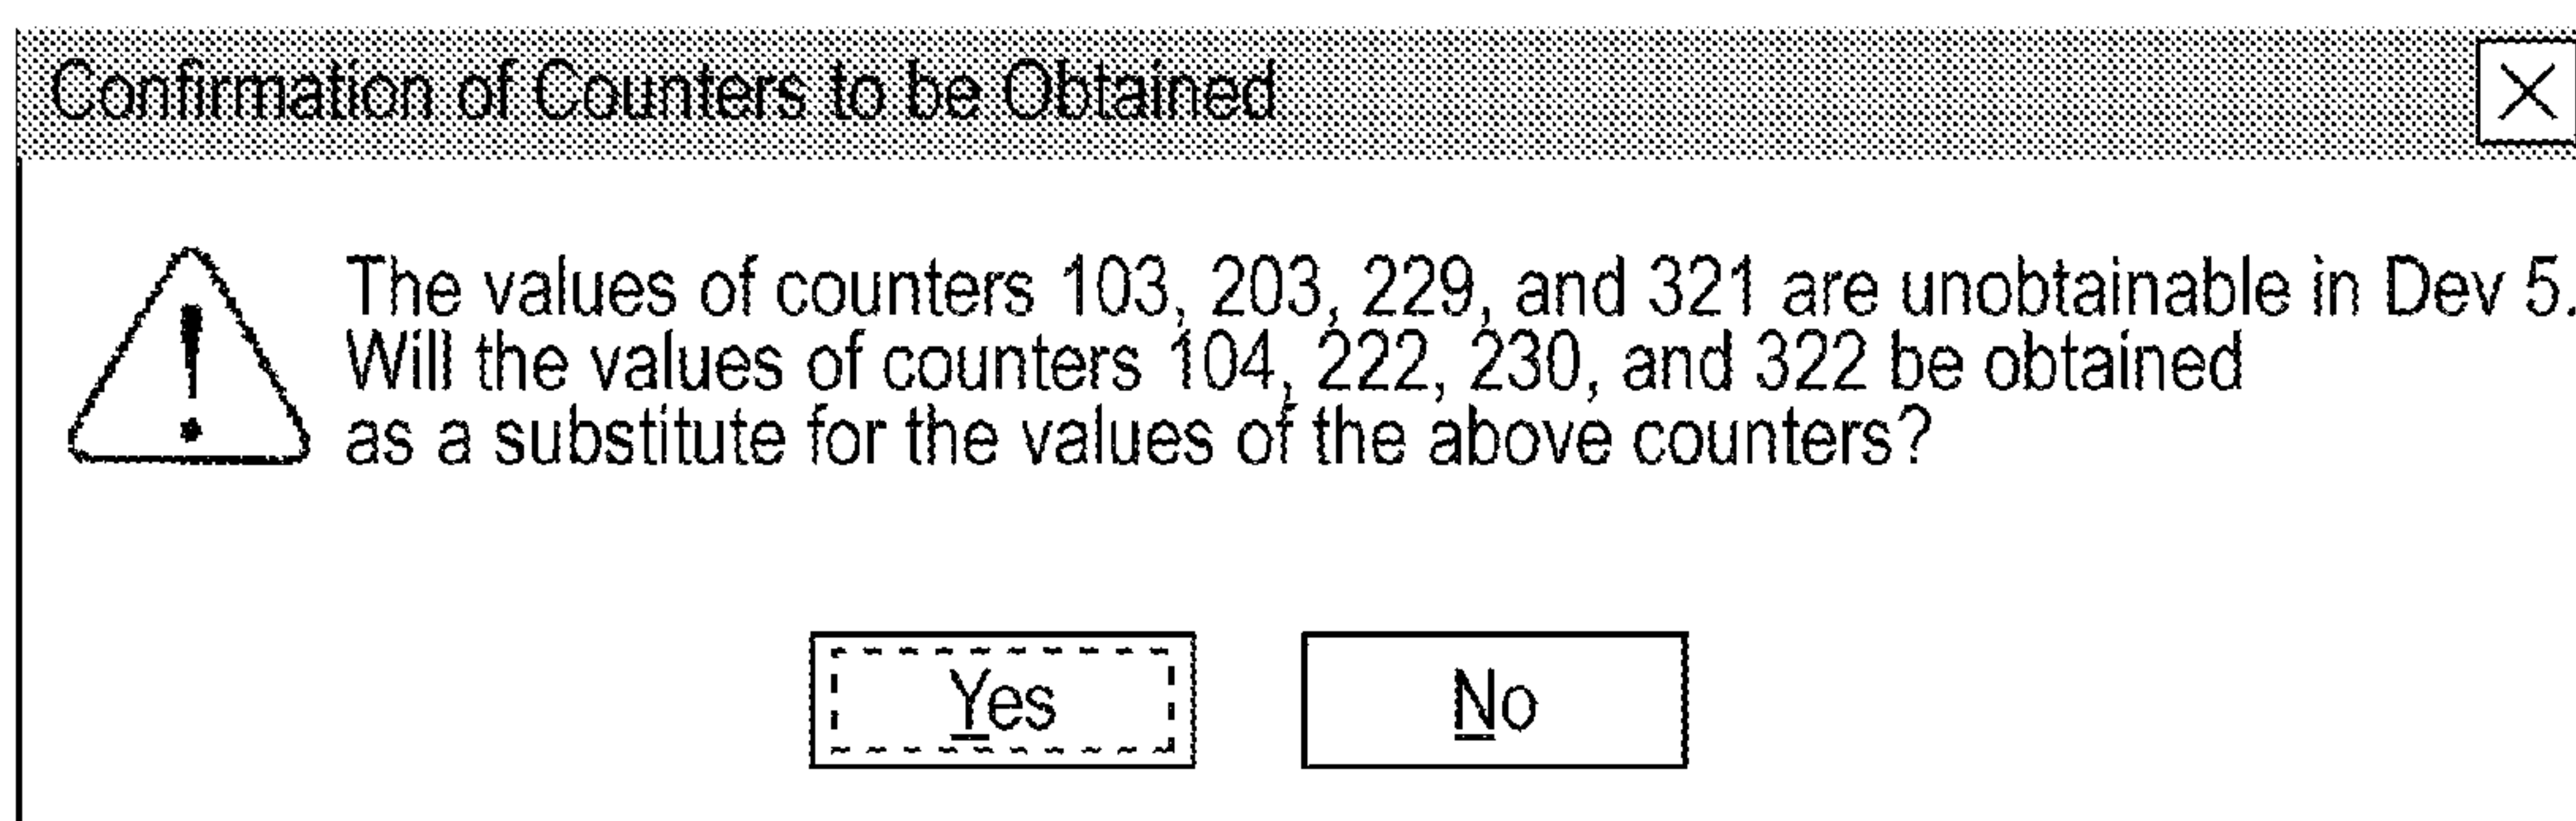 Confirmation of Counters to be Obtained
The values of counters 103, 203, 229, and 321 are unobtainable in Dev 5.
Will the values of counters 104, 222, 230, and 322 be obtained
as a substitute for the values of the above counters?
Yes No